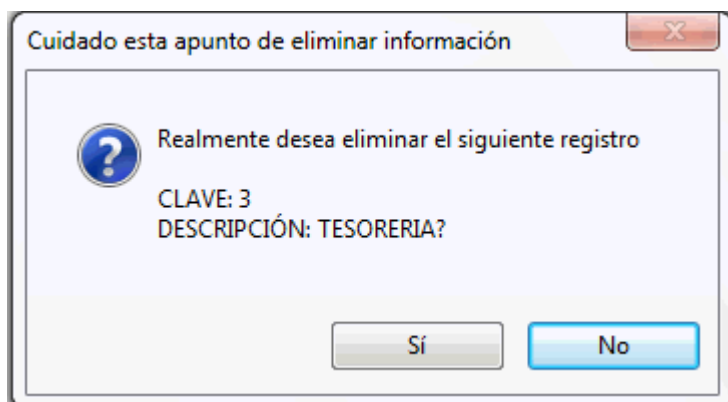 Cuidado esta apunto de eliminar información
Realmente desea eliminar el siguiente registro
CLAVE: 3
DESCRIPCIÓN: TESORERIA?
Sí
No